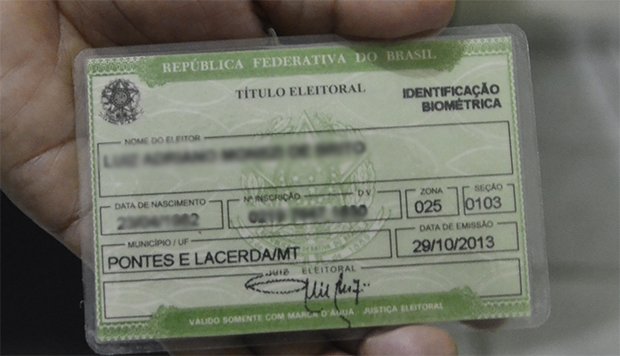 REPÚBLICA FEDERATIVA DO BRASIL
TÍTULO ELEITORAL
IDENTIFICAÇÃO
BIOMÉTRICA
NOME DO ELEITOR
DATA DE NASCIMENTO
Nº INSCRIÇÃO
D.V
ZONA
025
SEÇÃO
0103
MUNICÍPIO / UF
PONTES E LACERDA/MT
DATA DE EMISSÃO
29/10/2013
JUIZ ELEITORAL
VÁLIDO SOMENTE COM MARCA D'ÁGUA JUSTIÇA ELEITORAL